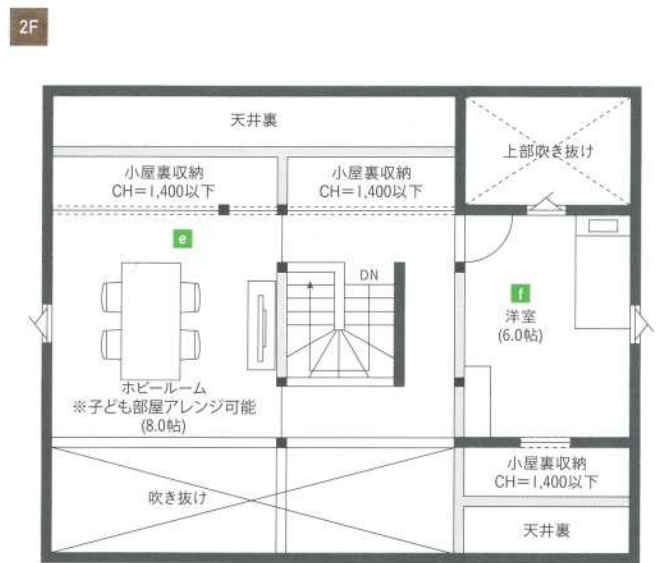 2F
天井裏
小屋裏収納
CH=1,400以下
小屋裏収納
CH=1,400以下
上部吹き抜け
e
DN
f
洋室
(6.0帖)
ホビールーム
※子ども部屋アレンジ可能
(8.0帖)
吹き抜け
小屋裏収納
CH=1,400以下
天井裏